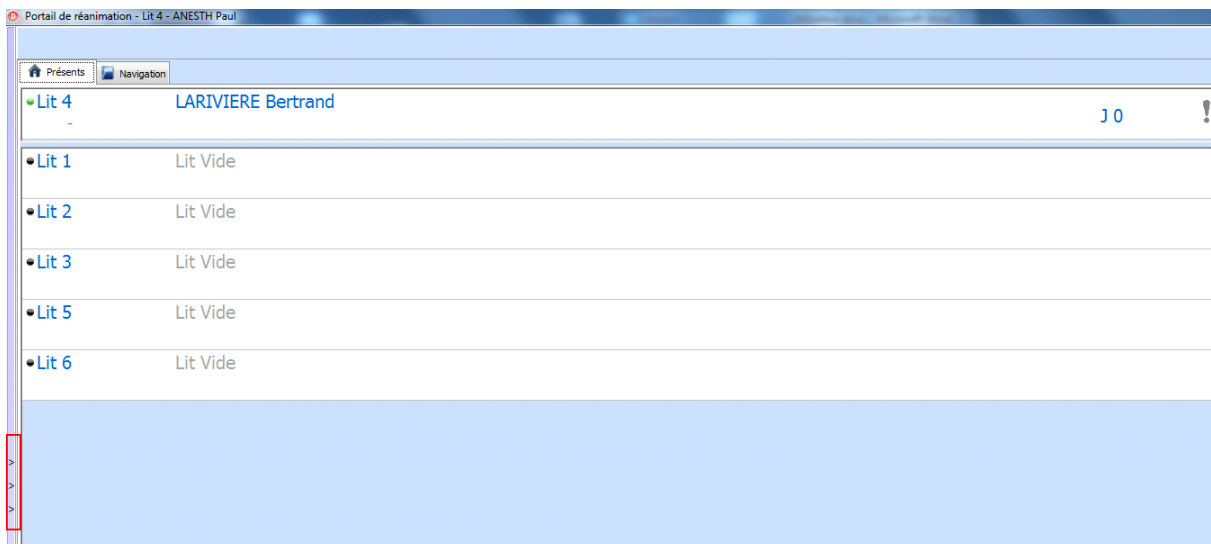 Portail de réanimation - Lit 4 - ANESTH Paul
Présents Navigation
Lit 4 LARIVIERE Bertrand
- J 0 !
Lit 1 Lit Vide
Lit 2 Lit Vide
Lit 3 Lit Vide
Lit 5 Lit Vide
Lit 6 Lit Vide
>
>
>